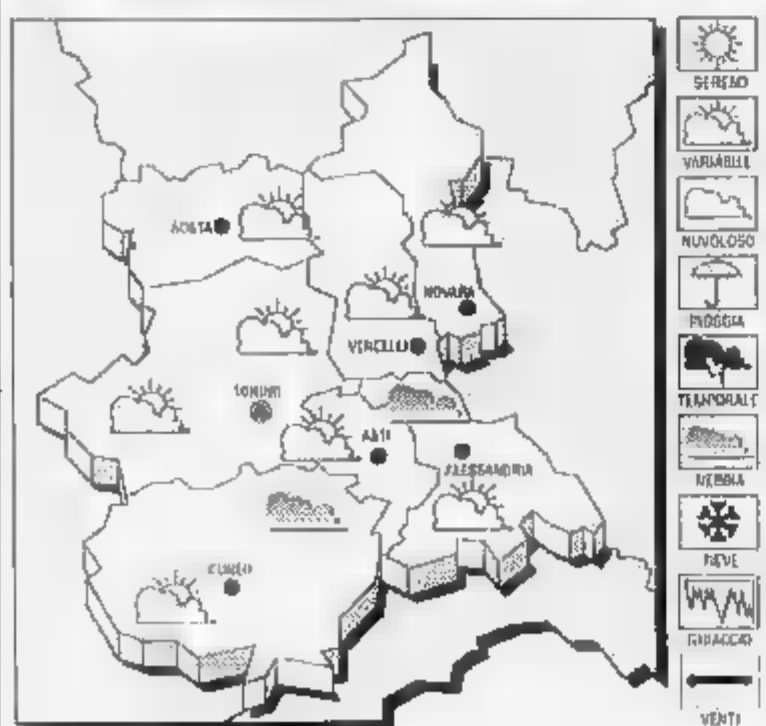 AOSTA
NOVARA
VERCELLI
TORINO
ASTI
ALESSANDRIA
CUNEO
SERENO
VARIABILE
NUVOLOSO
PIOGGIA
TEMPORALE
NEBBIA
NEVE
GHIACCIO
VENTI